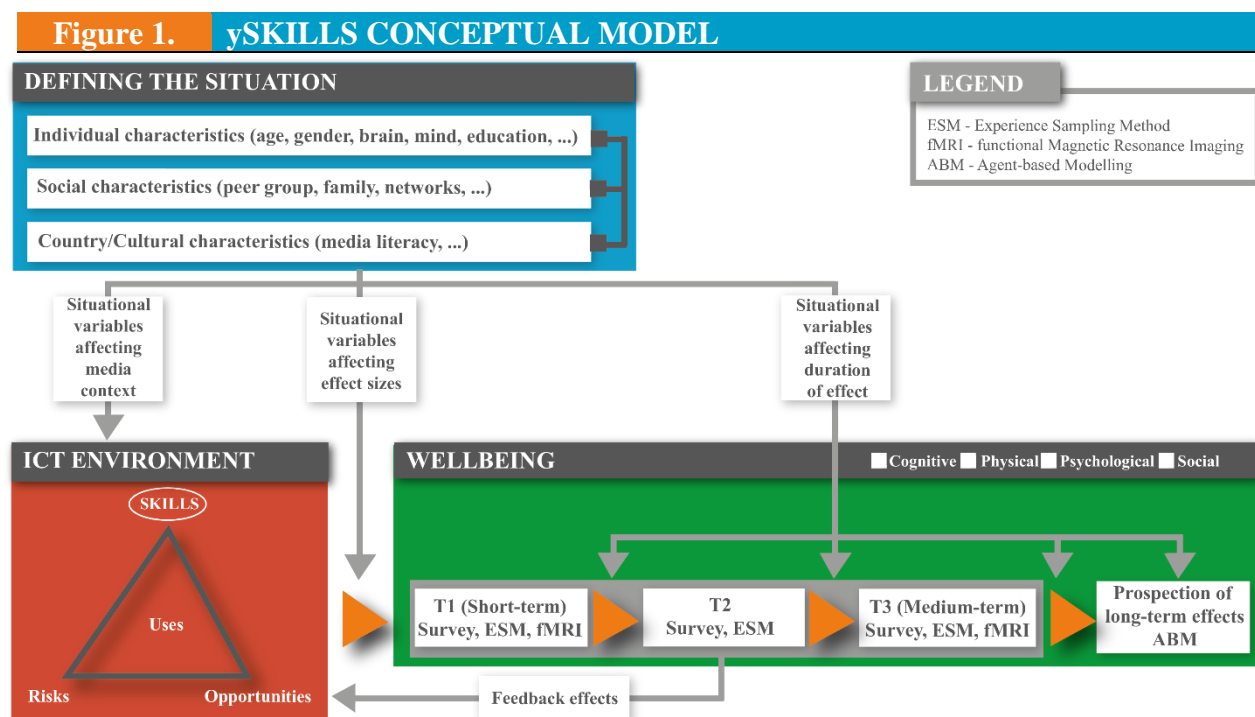 Figure 1. ySKILLS CONCEPTUAL MODEL
DEFINING THE SITUATION
Individual characteristics (age, gender, brain, mind, education, ...)
Social characteristics (peer group, family, networks, ...)
Country/Cultural characteristics (media literacy, ...)
LEGEND
ESM - Experience Sampling Method
fMRI - functional Magnetic Resonance Imaging
ABM - Agent-based Modelling
Situational
variables
affecting
media
context
Situational
variables
affecting
effect sizes
Situational
variables
affecting
duration
of effect
ICT ENVIRONMENT
SKILLS
Uses
Risks
Opportunities
WELLBEING
Cognitive Physical Psychological Social
T1 (Short-term)
Survey, ESM, fMRI
T2
Survey, ESM
T3 (Medium-term)
Survey, ESM, fMRI
Prospection of
long-term effects
ABM
Feedback effects